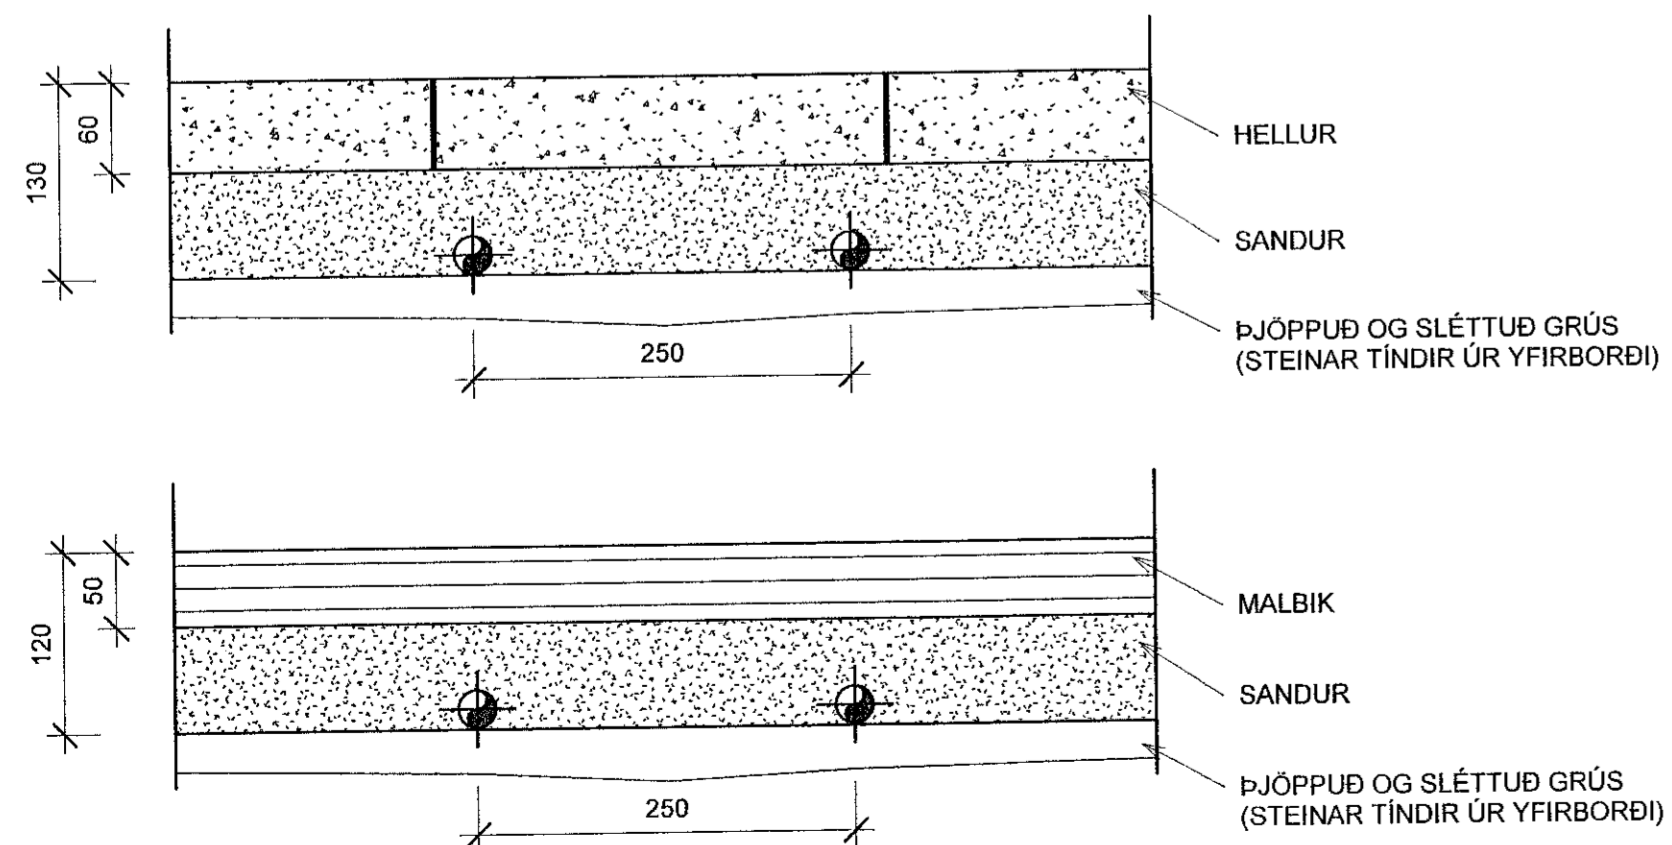 130
60
HELLUR
SANDUR
ÞJÖPPUÐ OG SLÉTTUÐ GRÚS
(STEINAR TÍNDIR ÚR YFIRBORÐI)
250
120
50
MALBIK
SANDUR
ÞJÖPPUÐ OG SLÉTTUÐ GRÚS
(STEINAR TÍNDIR ÚR YFIRBORÐI)
250